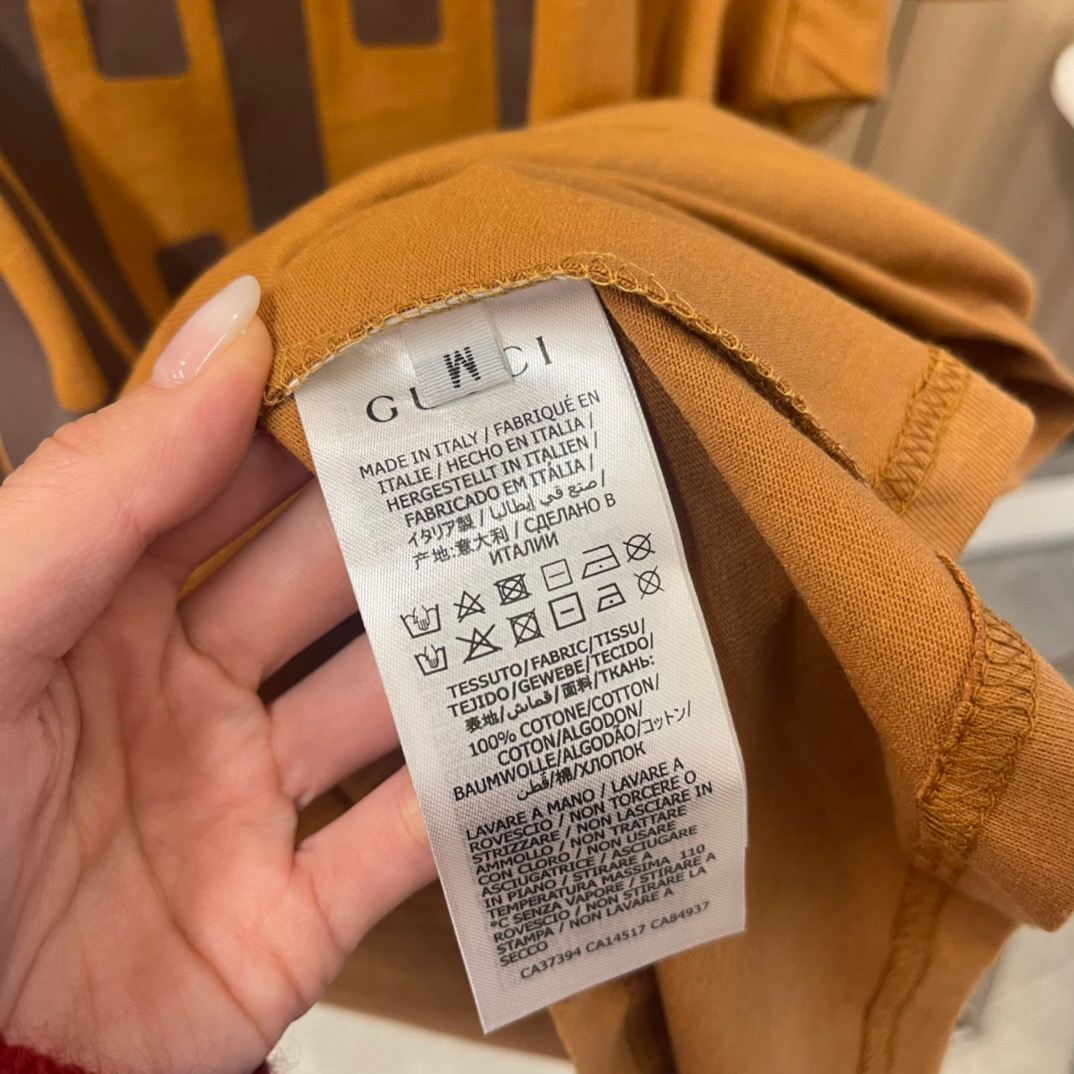 M
GUCCI
MADE IN ITALY / FABRIQUÉ EN
ITALIE / HECHO EN ITALIA /
HERGESTELLT IN ITALIEN /
FABRICADO EM ITÀLIA /
イタリア製 / صنع في إيطاليا /
产地:意大利 / СДЕЛАНО В
ИТАЛИИ
TESSUTO/FABRIC/TISSU/
TEJIDO/GEWEBE/TECIDO/
表地/قماش/面料/ТКАНЬ:
100% COTONE/COTTON/
COTON/ALGODON/
BAUMWOLLE/ALGODÃO/コットン/
قطن/棉/ХЛОПОК
LAVARE A MANO / LAVARE A
ROVESCIO / NON TORCERE O
STRIZZARE / NON LASCIARE IN
AMMOLLO / NON TRATTARE
CON CLORO / NON USARE
ASCIUGATRICE / ASCIUGARE
IN PIANO / STIRARE A
TEMPERATURA MASSIMA 110
°C SENZA VAPORE / STIRARE A
ROVESCIO / NON STIRARE LA
STAMPA / NON LAVARE A
SECCO
CA37394 CA14517 CA84937